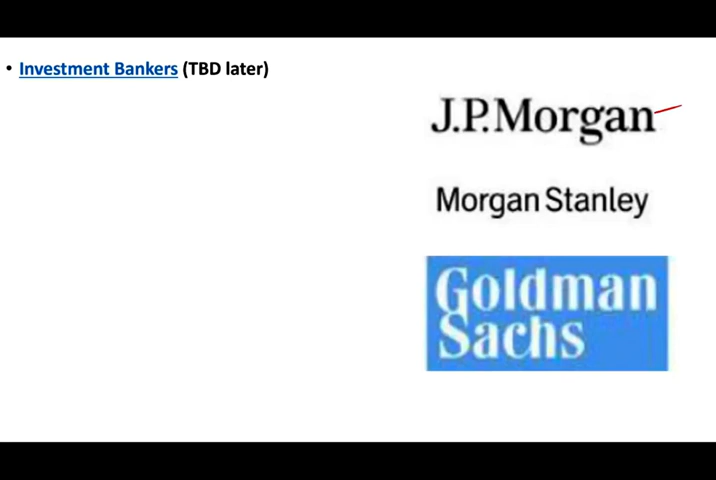 • Investment Bankers (TBD later)
J.P.Morgan
Morgan Stanley
Goldman
Sachs